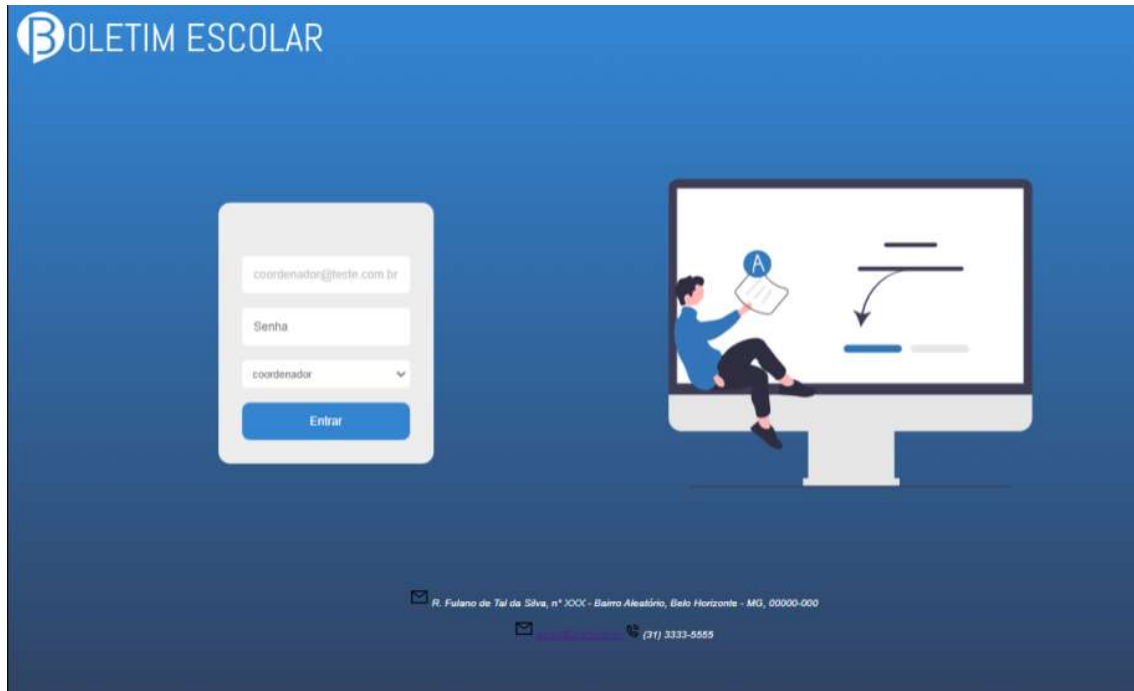 BOLETIM ESCOLAR
coordenador@teste.com.br
A
Senha
coordenador
Entrar
R. Fulano de Tal da Silva, nº XXX - Bairro Aleatório, Belo Horizonte - MG, 00000-000
(31) 3333-5555